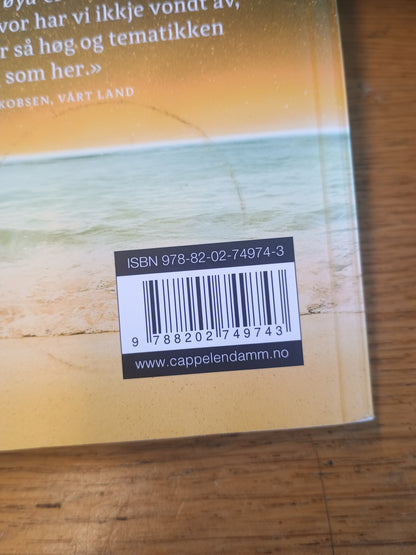 øya
vor har vi ikkje vondt av,
r så høg og tematikken
som her.»
KOBSEN, VÅRT LAND
ISBN 978-82-02-74974-3
9 788202 749743
www.cappelendamm.no